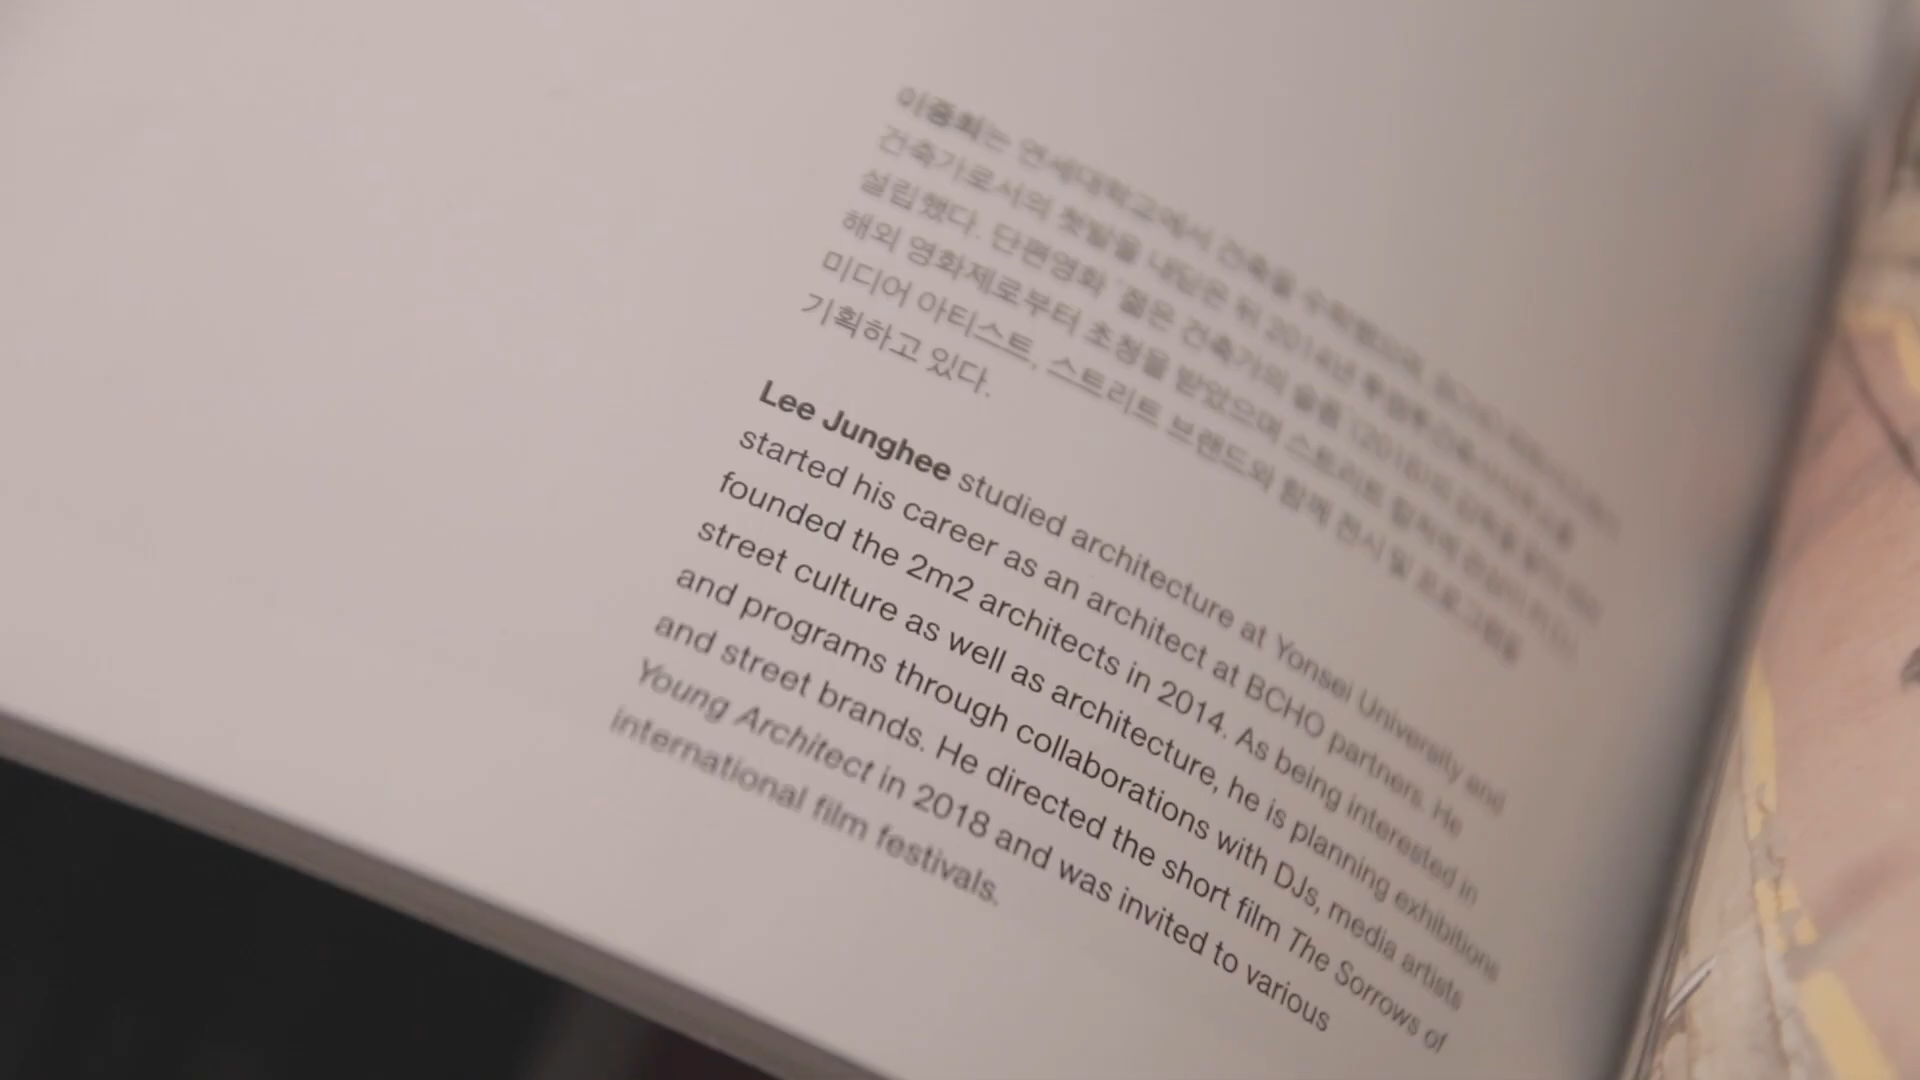 이중희는 연세대학교에서 건축을 수학했으며,
건축가로서의 첫발을 내딛은 뒤 2014년
설립했다. 단편영화 '젊은 건축가의 슬픔'(2018)의
해외 영화제로부터 초청을 받았으며 스트리트 컬처에 관심이
미디어 아티스트, 스트리트 브랜드와 함께 전시 및 프로그램을
기획하고 있다.
Lee Junghee studied architecture at Yonsei University and
started his career as an architect at BCHO partners. He
founded the 2m2 architects in 2014. As being interested in
street culture as well as architecture, he is planning exhibitions
and programs through collaborations with DJs, media artists
and street brands. He directed the short film The Sorrows of
Young Architect in 2018 and was invited to various
international film festivals.